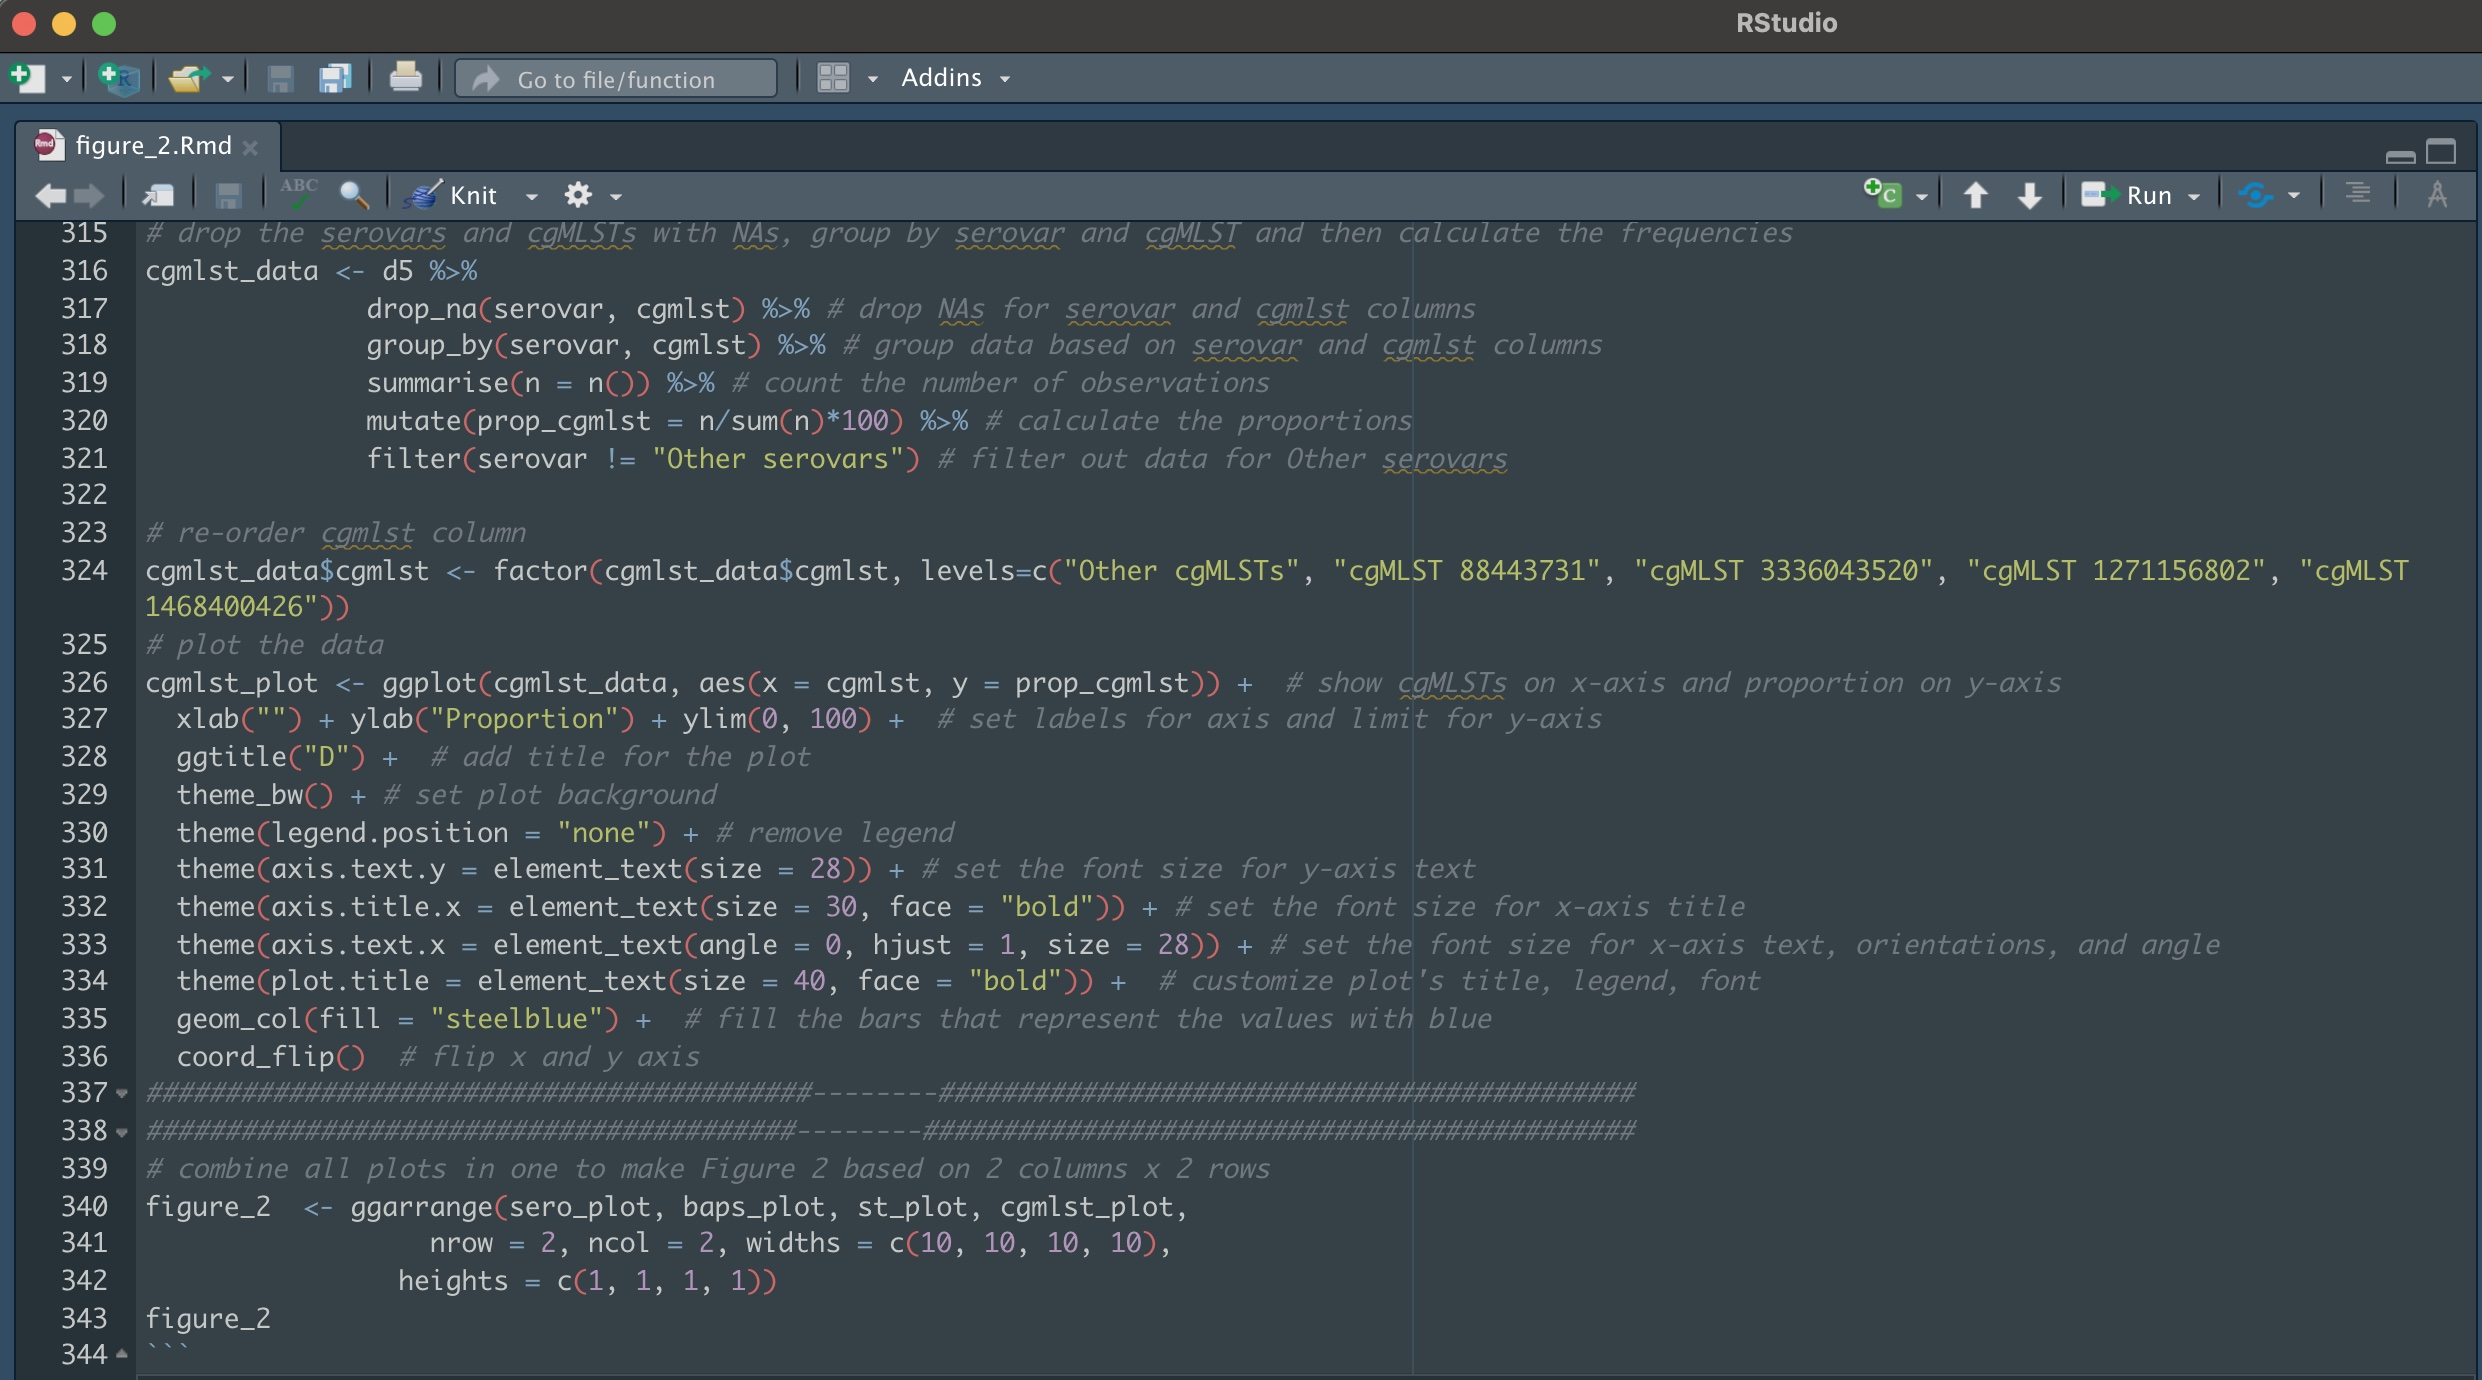 RStudio
Go to file/function
Addins
figure_2.Rmd
ABC
Knit
Run
315 # drop the serovars and cgMLSTs with NAs, group by serovar and cgMLST and then calculate the frequencies
316 cgmlst_data <- d5 %>%
317 drop_na(serovar, cgmlst) %>% # drop NAs for serovar and cgmlst columns
318 group_by(serovar, cgmlst) %>% # group data based on serovar and cgmlst columns
319 summarise(n = n()) %>% # count the number of observations
320 mutate(prop_cgmlst = n/sum(n)*100) %>% # calculate the proportions
321 filter(serovar != "Other serovars") # filter out data for Other serovars
322
323 # re-order cgmlst column
324 cgmlst_data$cgmlst <- factor(cgmlst_data$cgmlst, levels=c("Other cgMLSTs", "cgMLST 88443731", "cgMLST 3336043520", "cgMLST 1271156802", "cgMLST
1468400426"))
325 # plot the data
326 cgmlst_plot <- ggplot(cgmlst_data, aes(x = cgmlst, y = prop_cgmlst)) + # show cgMLSTs on x-axis and proportion on y-axis
327 xlab("") + ylab("Proportion") + ylim(0, 100) + # set labels for axis and limit for y-axis
328 ggtitle("D") + # add title for the plot
329 theme_bw() + # set plot background
330 theme(legend.position = "none") + # remove legend
331 theme(axis.text.y = element_text(size = 28)) + # set the font size for y-axis text
332 theme(axis.title.x = element_text(size = 30, face = "bold")) + # set the font size for x-axis title
333 theme(axis.text.x = element_text(angle = 0, hjust = 1, size = 28)) + # set the font size for x-axis text, orientations, and angle
334 theme(plot.title = element_text(size = 40, face = "bold")) + # customize plot's title, legend, font
335 geom_col(fill = "steelblue") + # fill the bars that represent the values with blue
336 coord_flip() # flip x and y axis
337 ##########################################--------############################################
338 #########################################--------#############################################
339 # combine all plots in one to make Figure 2 based on 2 columns x 2 rows
340 figure_2 <- ggarrange(sero_plot, baps_plot, st_plot, cgmlst_plot,
341 nrow = 2, ncol = 2, widths = c(10, 10, 10, 10),
342 heights = c(1, 1, 1, 1))
343 figure_2
344 ```